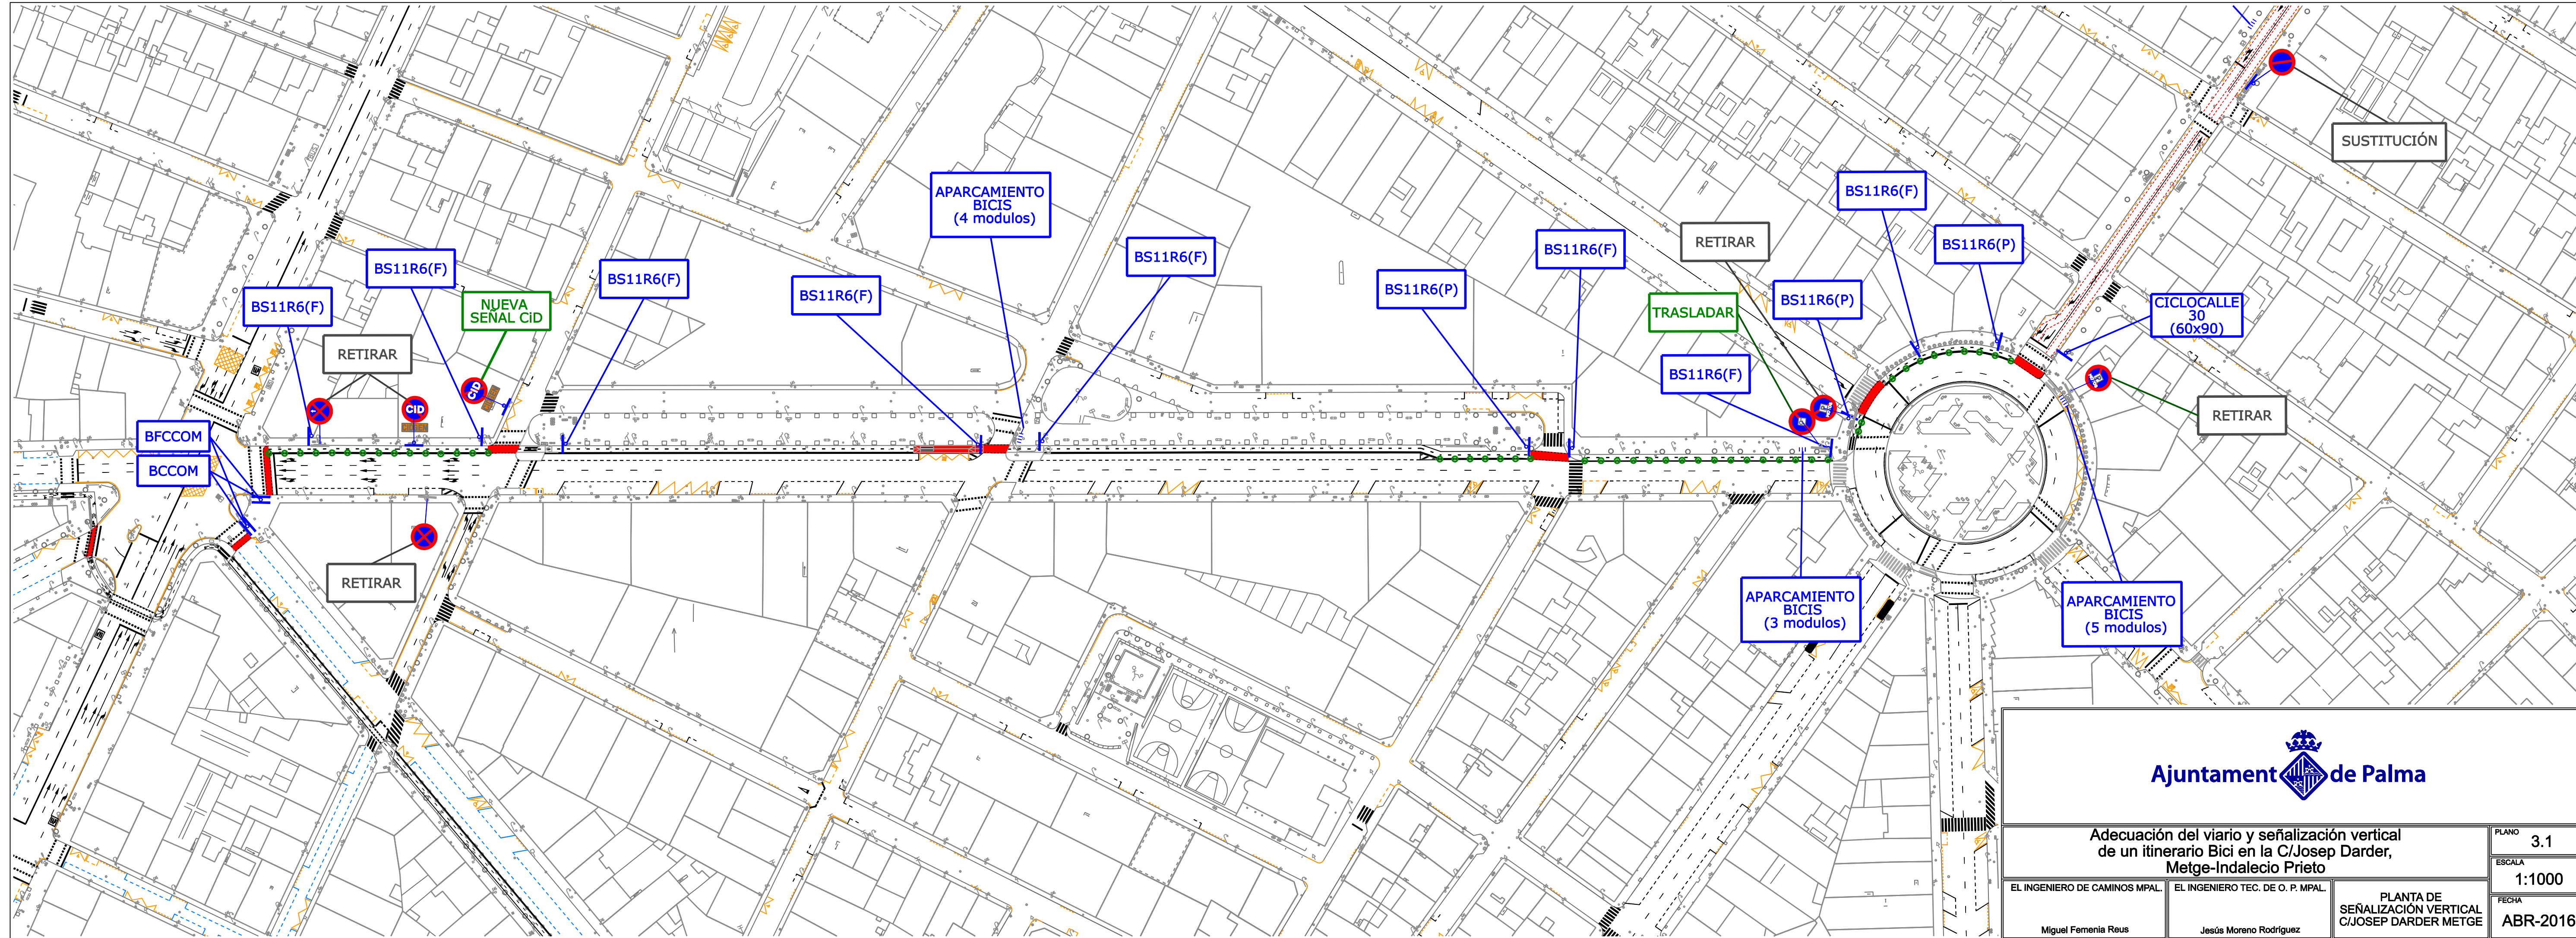 SUSTITUCIÓN
APARCAMIENTO
BICIS
(4 modulos)
BS11R6(F)
BS11R6(F)
RETIRAR
BS11R6(P)
BS11R6(F)
BS11R6(F)
BS11R6(F)
BS11R6(F)
BS11R6(F)
BS11R6(P)
BS11R6(P)
BS11R6(F)
NUEVA
SEÑAL CiD
TRASLADAR
CICLOCALLE
30
(60x90)
RETIRAR
BS11R6(F)
CID
CID
RETIRAR
BFCCOM
BCCOM
RETIRAR
APARCAMIENTO
BICIS
(3 modulos)
APARCAMIENTO
BICIS
(5 modulos)
Ajuntament de Palma
Adecuación del viario y señalización vertical
de un itinerario Bici en la C/Josep Darder,
Metge-Indalecio Prieto
PLANO
3.1
ESCALA
1:1000
FECHA
ABR-2016
EL INGENIERO DE CAMINOS MPAL.
Miguel Femenia Reus
EL INGENIERO TEC. DE O. P. MPAL.
Jesús Moreno Rodríguez
PLANTA DE
SEÑALIZACIÓN VERTICAL
C/JOSEP DARDER METGE